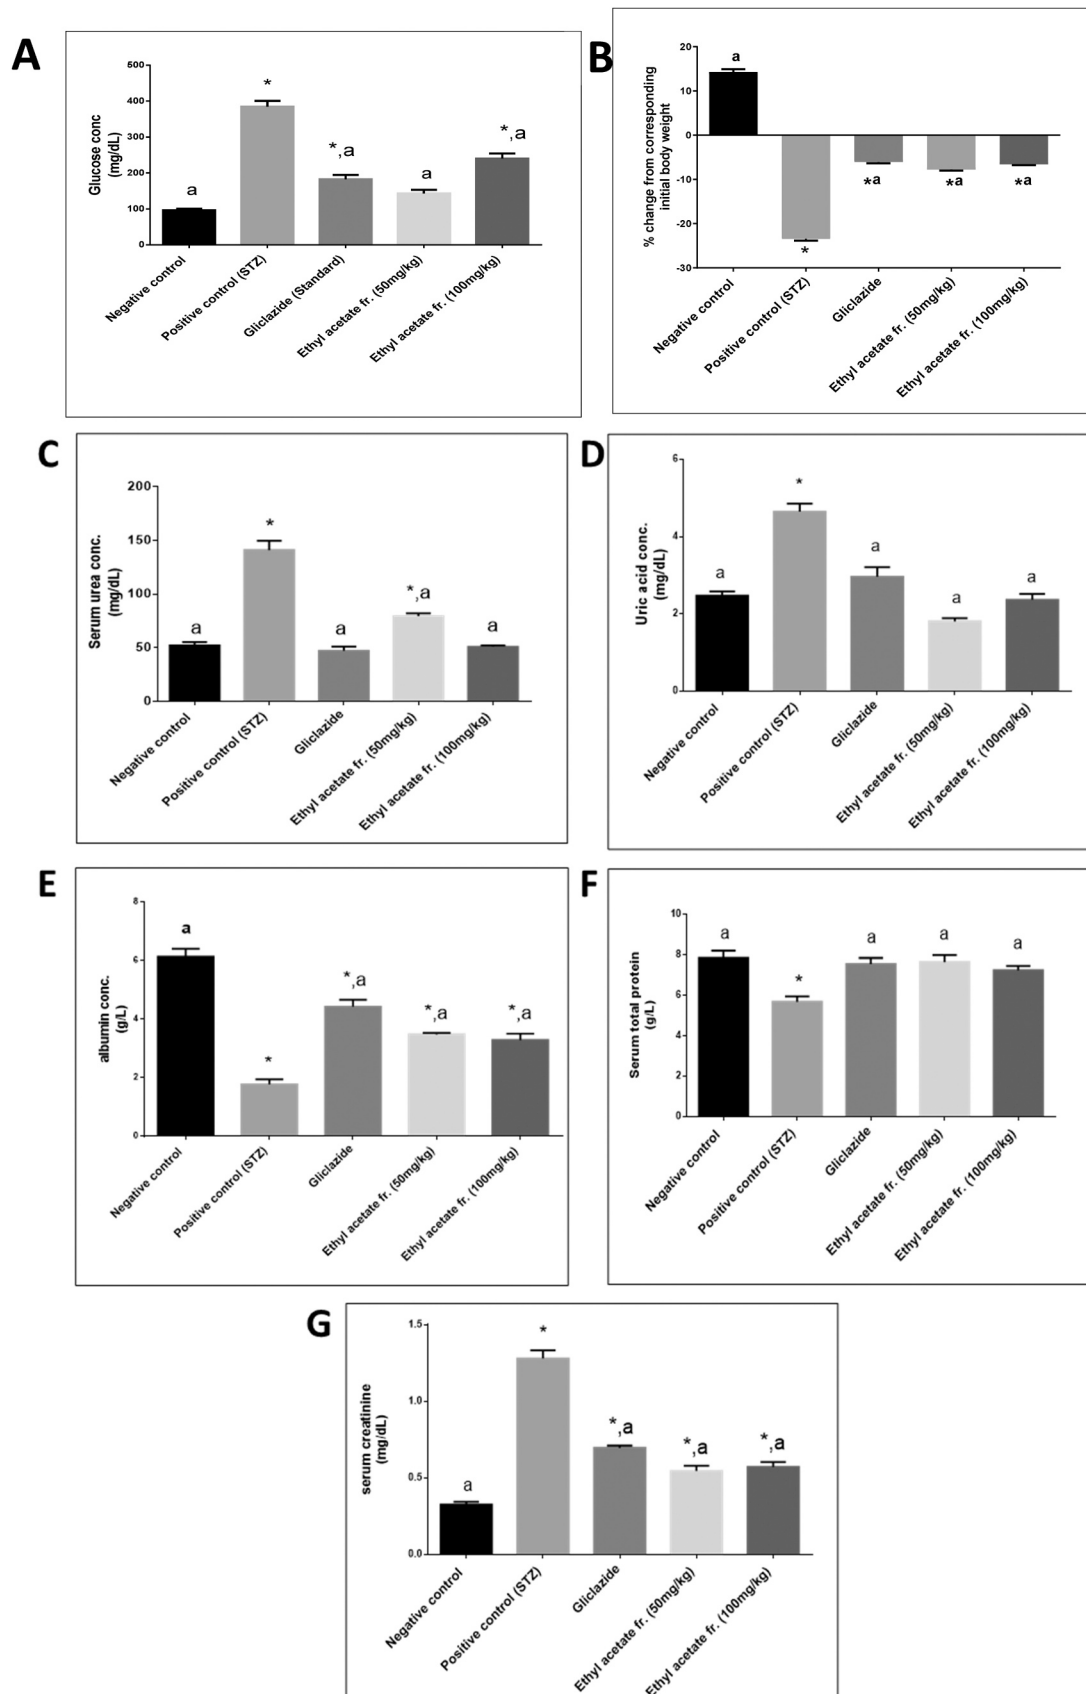 A
Glucose conc
(mg/dL)
500
400
300
200
100
0
a
*
*,a
a
*,a
Negative control
Positive control (STZ)
Gliclazide (Standard)
Ethyl acetate fr. (50mg/kg)
Ethyl acetate fr. (100mg/kg)
B
% change from corresponding
initial body weight
20
10
0
-10
-20
-30
a
*
*a
*a
*a
Negative control
Positive control (STZ)
Gliclazide
Ethyl acetate fr. (50mg/kg)
Ethyl acetate fr. (100mg/kg)
C
Serum urea conc.
(mg/dL)
200
150
100
50
0
a
*
a
*,a
a
Negative control
Positive control (STZ)
Gliclazide
Ethyl acetate fr. (50mg/kg)
Ethyl acetate fr. (100mg/kg)
D
Uric acid conc.
(mg/dL)
6
4
2
0
a
*
a
a
a
Negative control
Positive control (STZ)
Gliclazide
Ethyl acetate fr. (50mg/kg)
Ethyl acetate fr. (100mg/kg)
E
albumin conc.
(g/L)
8
6
4
2
0
a
*
*,a
*,a
*,a
Negative control
Positive control (STZ)
Gliclazide
Ethyl acetate fr. (50mg/kg)
Ethyl acetate fr. (100mg/kg)
F
Serum total protein
(g/L)
10
8
6
4
2
0
a
*
a
a
a
Negative control
Positive control (STZ)
Gliclazide
Ethyl acetate fr. (50mg/kg)
Ethyl acetate fr. (100mg/kg)
G
serum creatinine
(mg/dL)
1.5
1.0
0.5
0.0
a
*
*,a
*,a
*,a
Negative control
Positive control (STZ)
Gliclazide
Ethyl acetate fr. (50mg/kg)
Ethyl acetate fr. (100mg/kg)